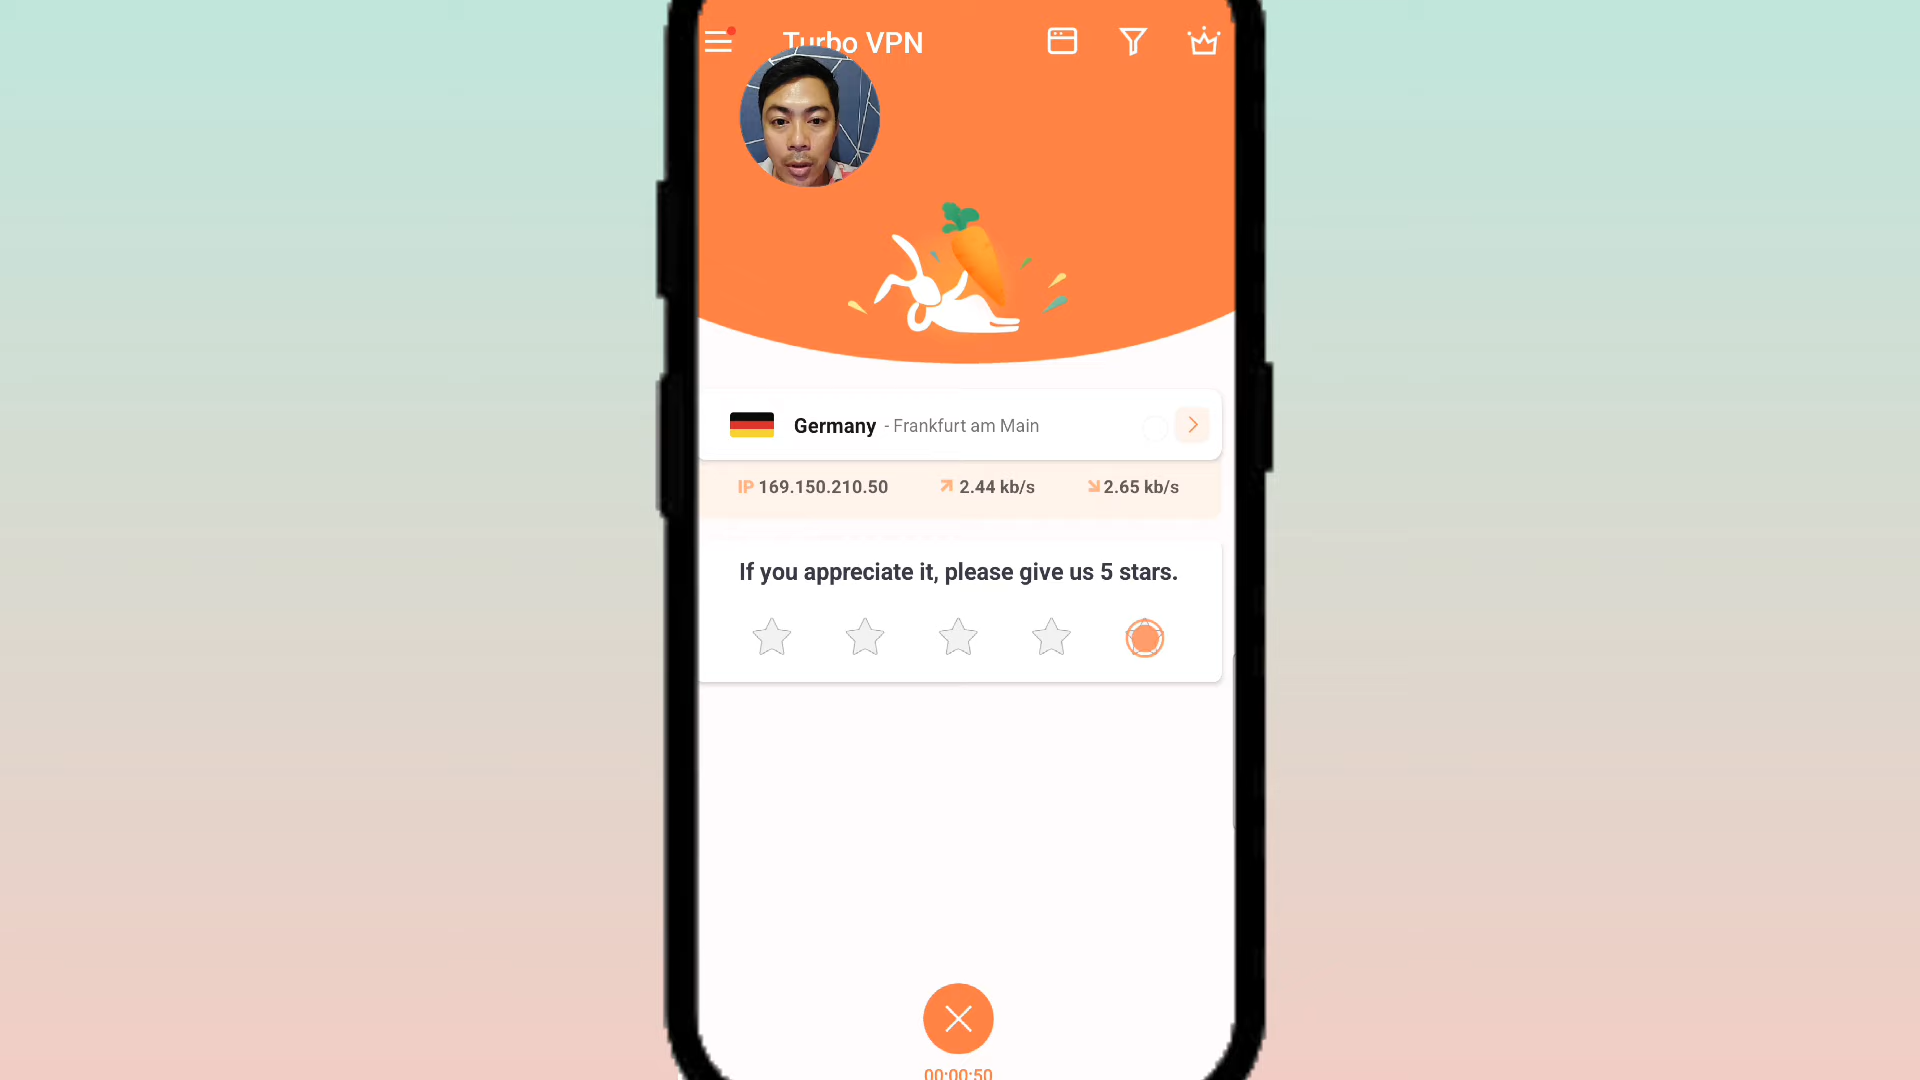 Turbo VPN
Germany - Frankfurt am Main
IP 169.150.210.50 2.44 kb/s 2.65 kb/s
If you appreciate it, please give us 5 stars.
00:00:50